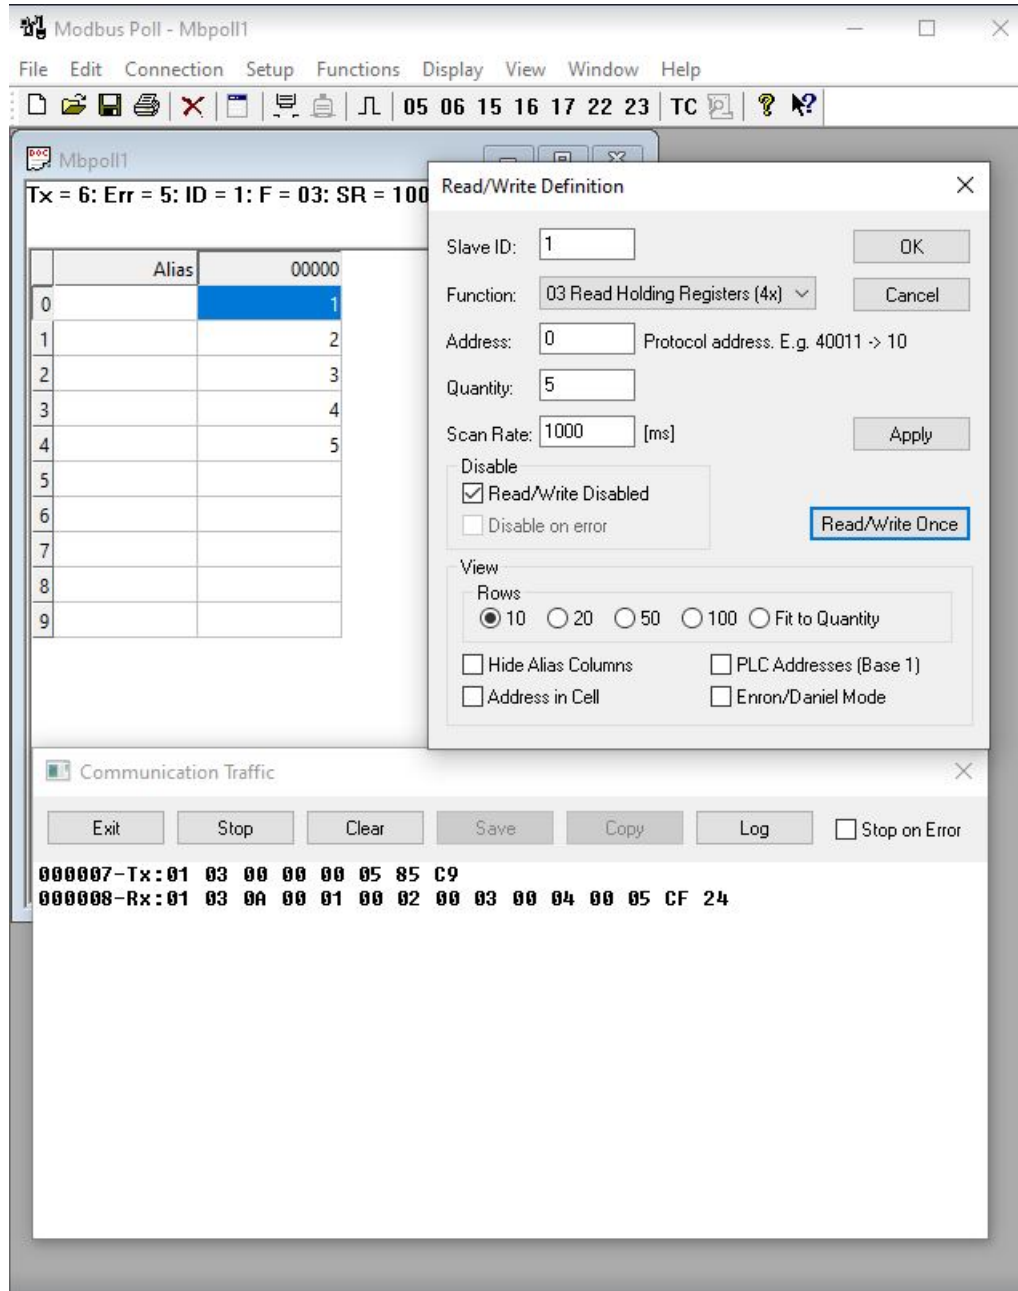 Modbus Poll - Mbpoll1
File Edit Connection Setup Functions Display View Window Help
05 06 15 16 17 22 23 TC
Mbpoll1
Tx = 6: Err = 5: ID = 1: F = 03: SR = 100
Alias 00000
0 1
1 2
2 3
3 4
4 5
5
6
7
8
9
Read/Write Definition
Slave ID: 1 OK
Function: 03 Read Holding Registers (4x) Cancel
Address: 0 Protocol address. E.g. 40011 -> 10
Quantity: 5
Scan Rate: 1000 [ms] Apply
Disable
Read/Write Disabled
Disable on error Read/Write Once
View
Rows
10 20 50 100 Fit to Quantity
Hide Alias Columns PLC Addresses (Base 1)
Address in Cell Enron/Daniel Mode
Communication Traffic
Exit Stop Clear Save Copy Log Stop on Error
000007-Tx:01 03 00 00 00 05 85 C9
000008-Rx:01 03 0A 00 01 00 02 00 03 00 04 00 05 CF 24